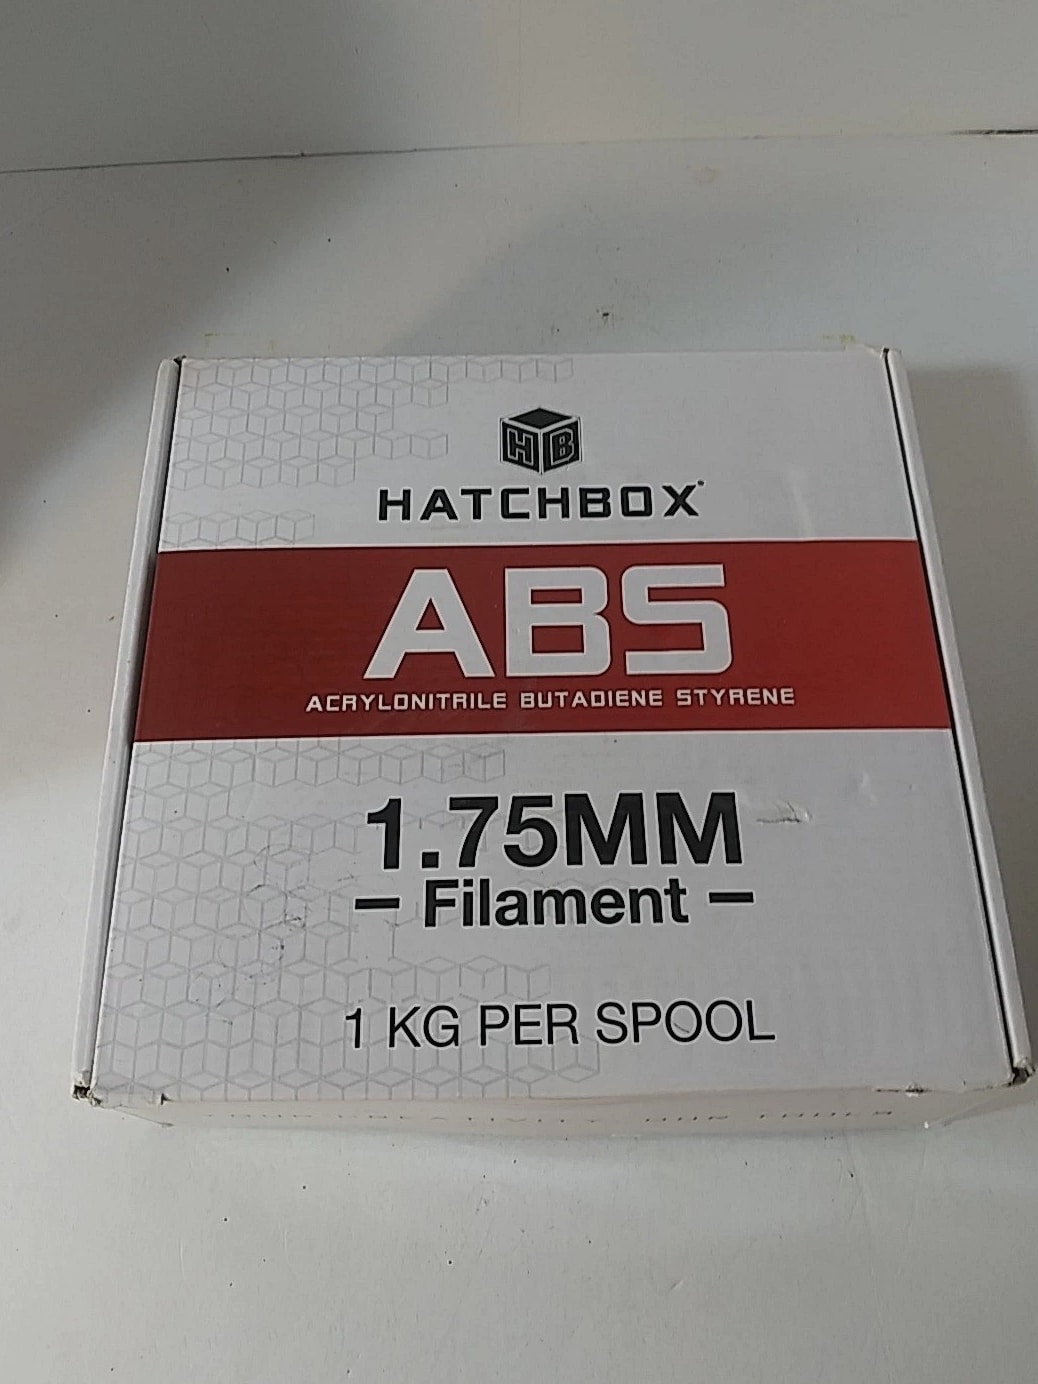 HB
HATCHBOX
ABS
ACRYLONITRILE BUTADIENE STYRENE
1.75MM
– Filament –
1 KG PER SPOOL